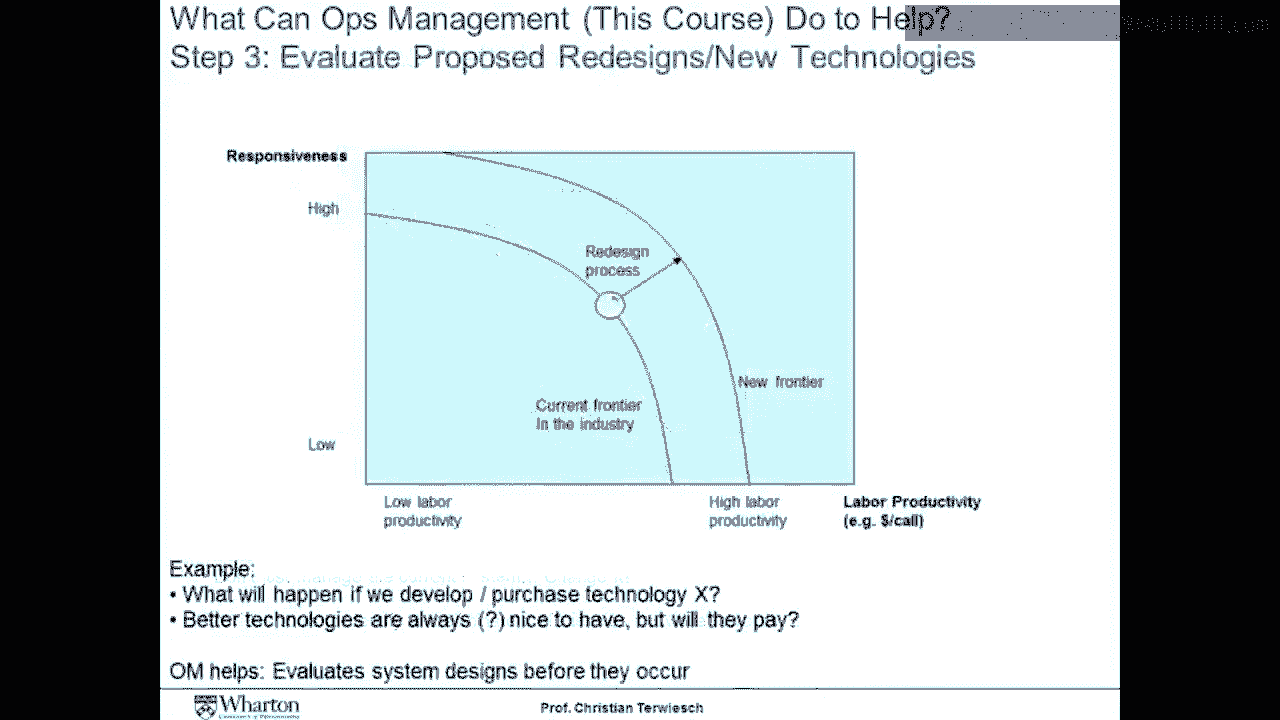 What Can Ops Management (This Course) Do to Help?
Step 3: Evaluate Proposed Redesigns/New Technologies
Responsiveness
High
Redesign
process
New frontier
Current frontier
In the industry
Low
Low labor
productivity
High labor
productivity
Labor Productivity
(e.g. $/call)
Example:
• What will happen if we develop / purchase technology X?
• Better technologies are always (?) nice to have, but will they pay?
OM helps: Evaluates system designs before they occur
Wharton
Prof. Christian Terwiesch